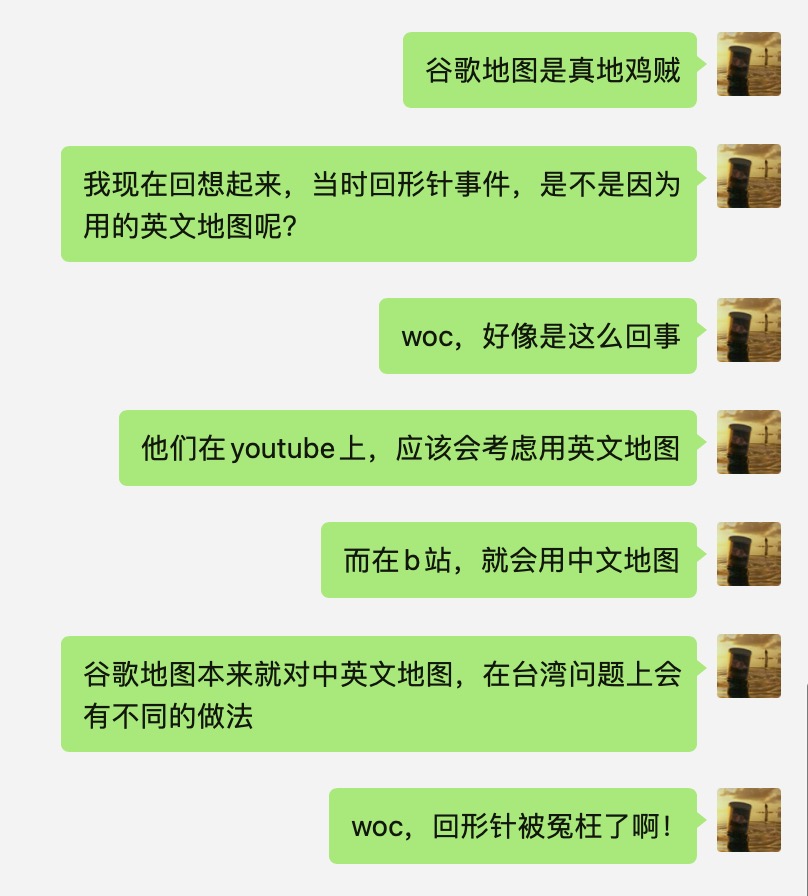 谷歌地图是真地鸡贼
我现在回想起来，当时回形针事件，是不是因为
用的英文地图呢?
woc，好像是这么回事
他们在youtube上，应该会考虑用英文地图
而在b站，就会用中文地图
谷歌地图本来就对中英文地图，在台湾问题上会
有不同的做法
woc，回形针被冤枉了啊！